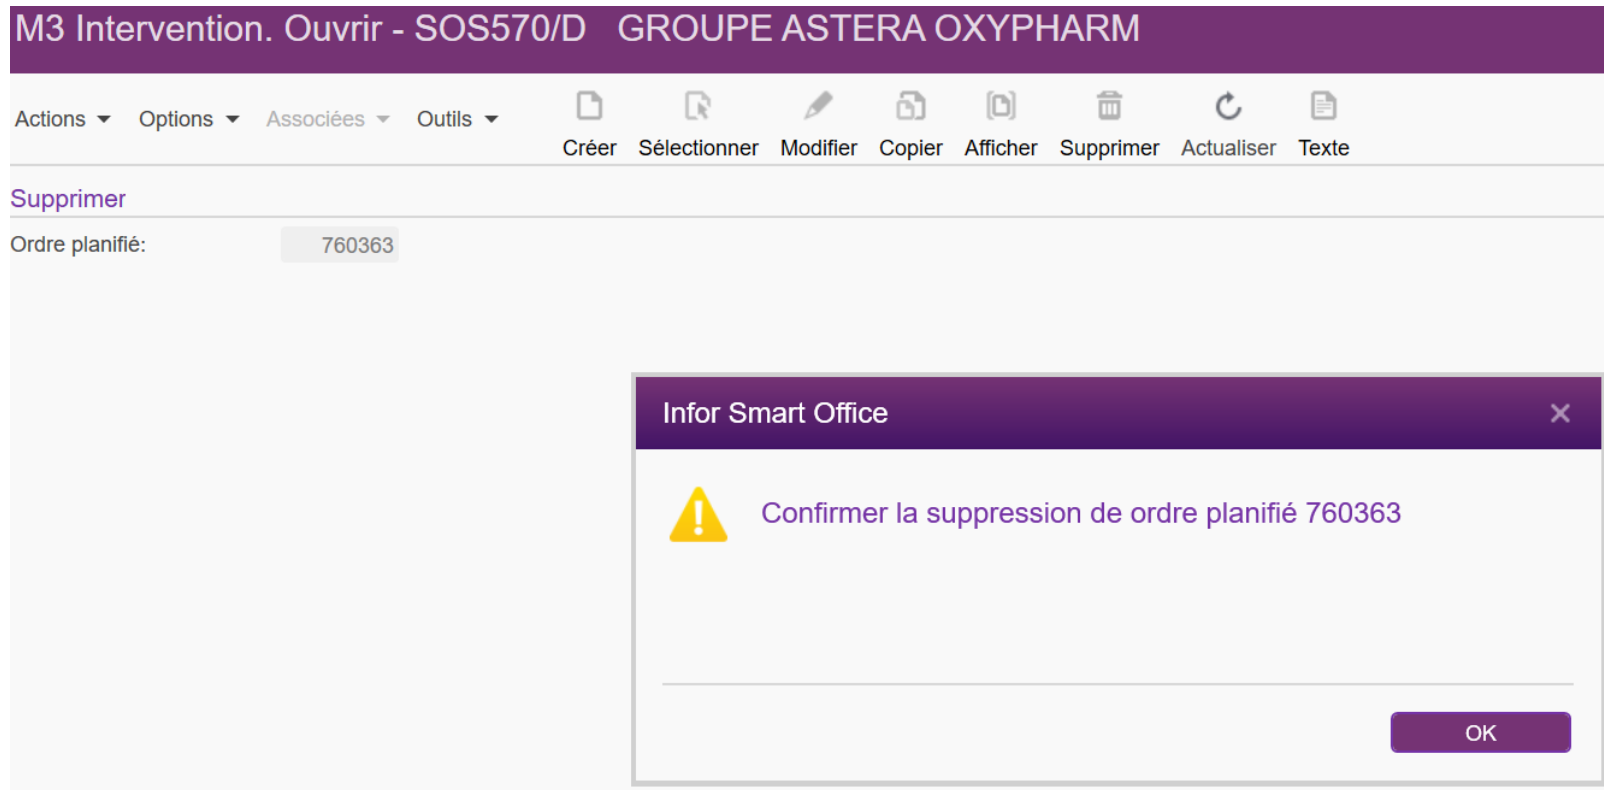 M3 Intervention. Ouvrir - SOS570/D GROUPE ASTERA OXYPHARM
Actions Options Associées Outils Créer Sélectionner Modifier Copier Afficher Supprimer Actualiser Texte
Supprimer
Ordre planifié: 760363
Infor Smart Office
Confirmer la suppression de ordre planifié 760363
OK